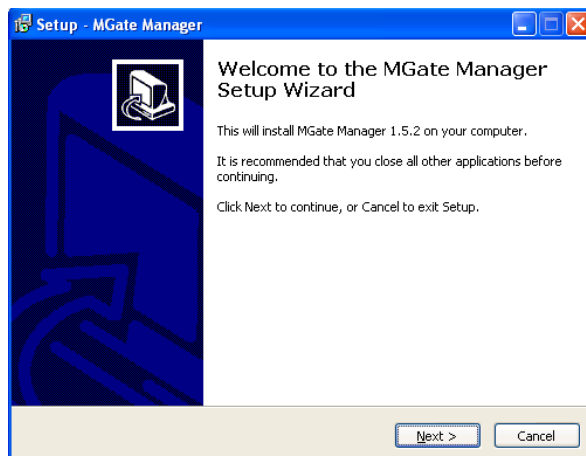 Setup - MGate Manager
Welcome to the MGate Manager
Setup Wizard
This will install MGate Manager 1.5.2 on your computer.
It is recommended that you close all other applications before
continuing.
Click Next to continue, or Cancel to exit Setup.
Next >
Cancel